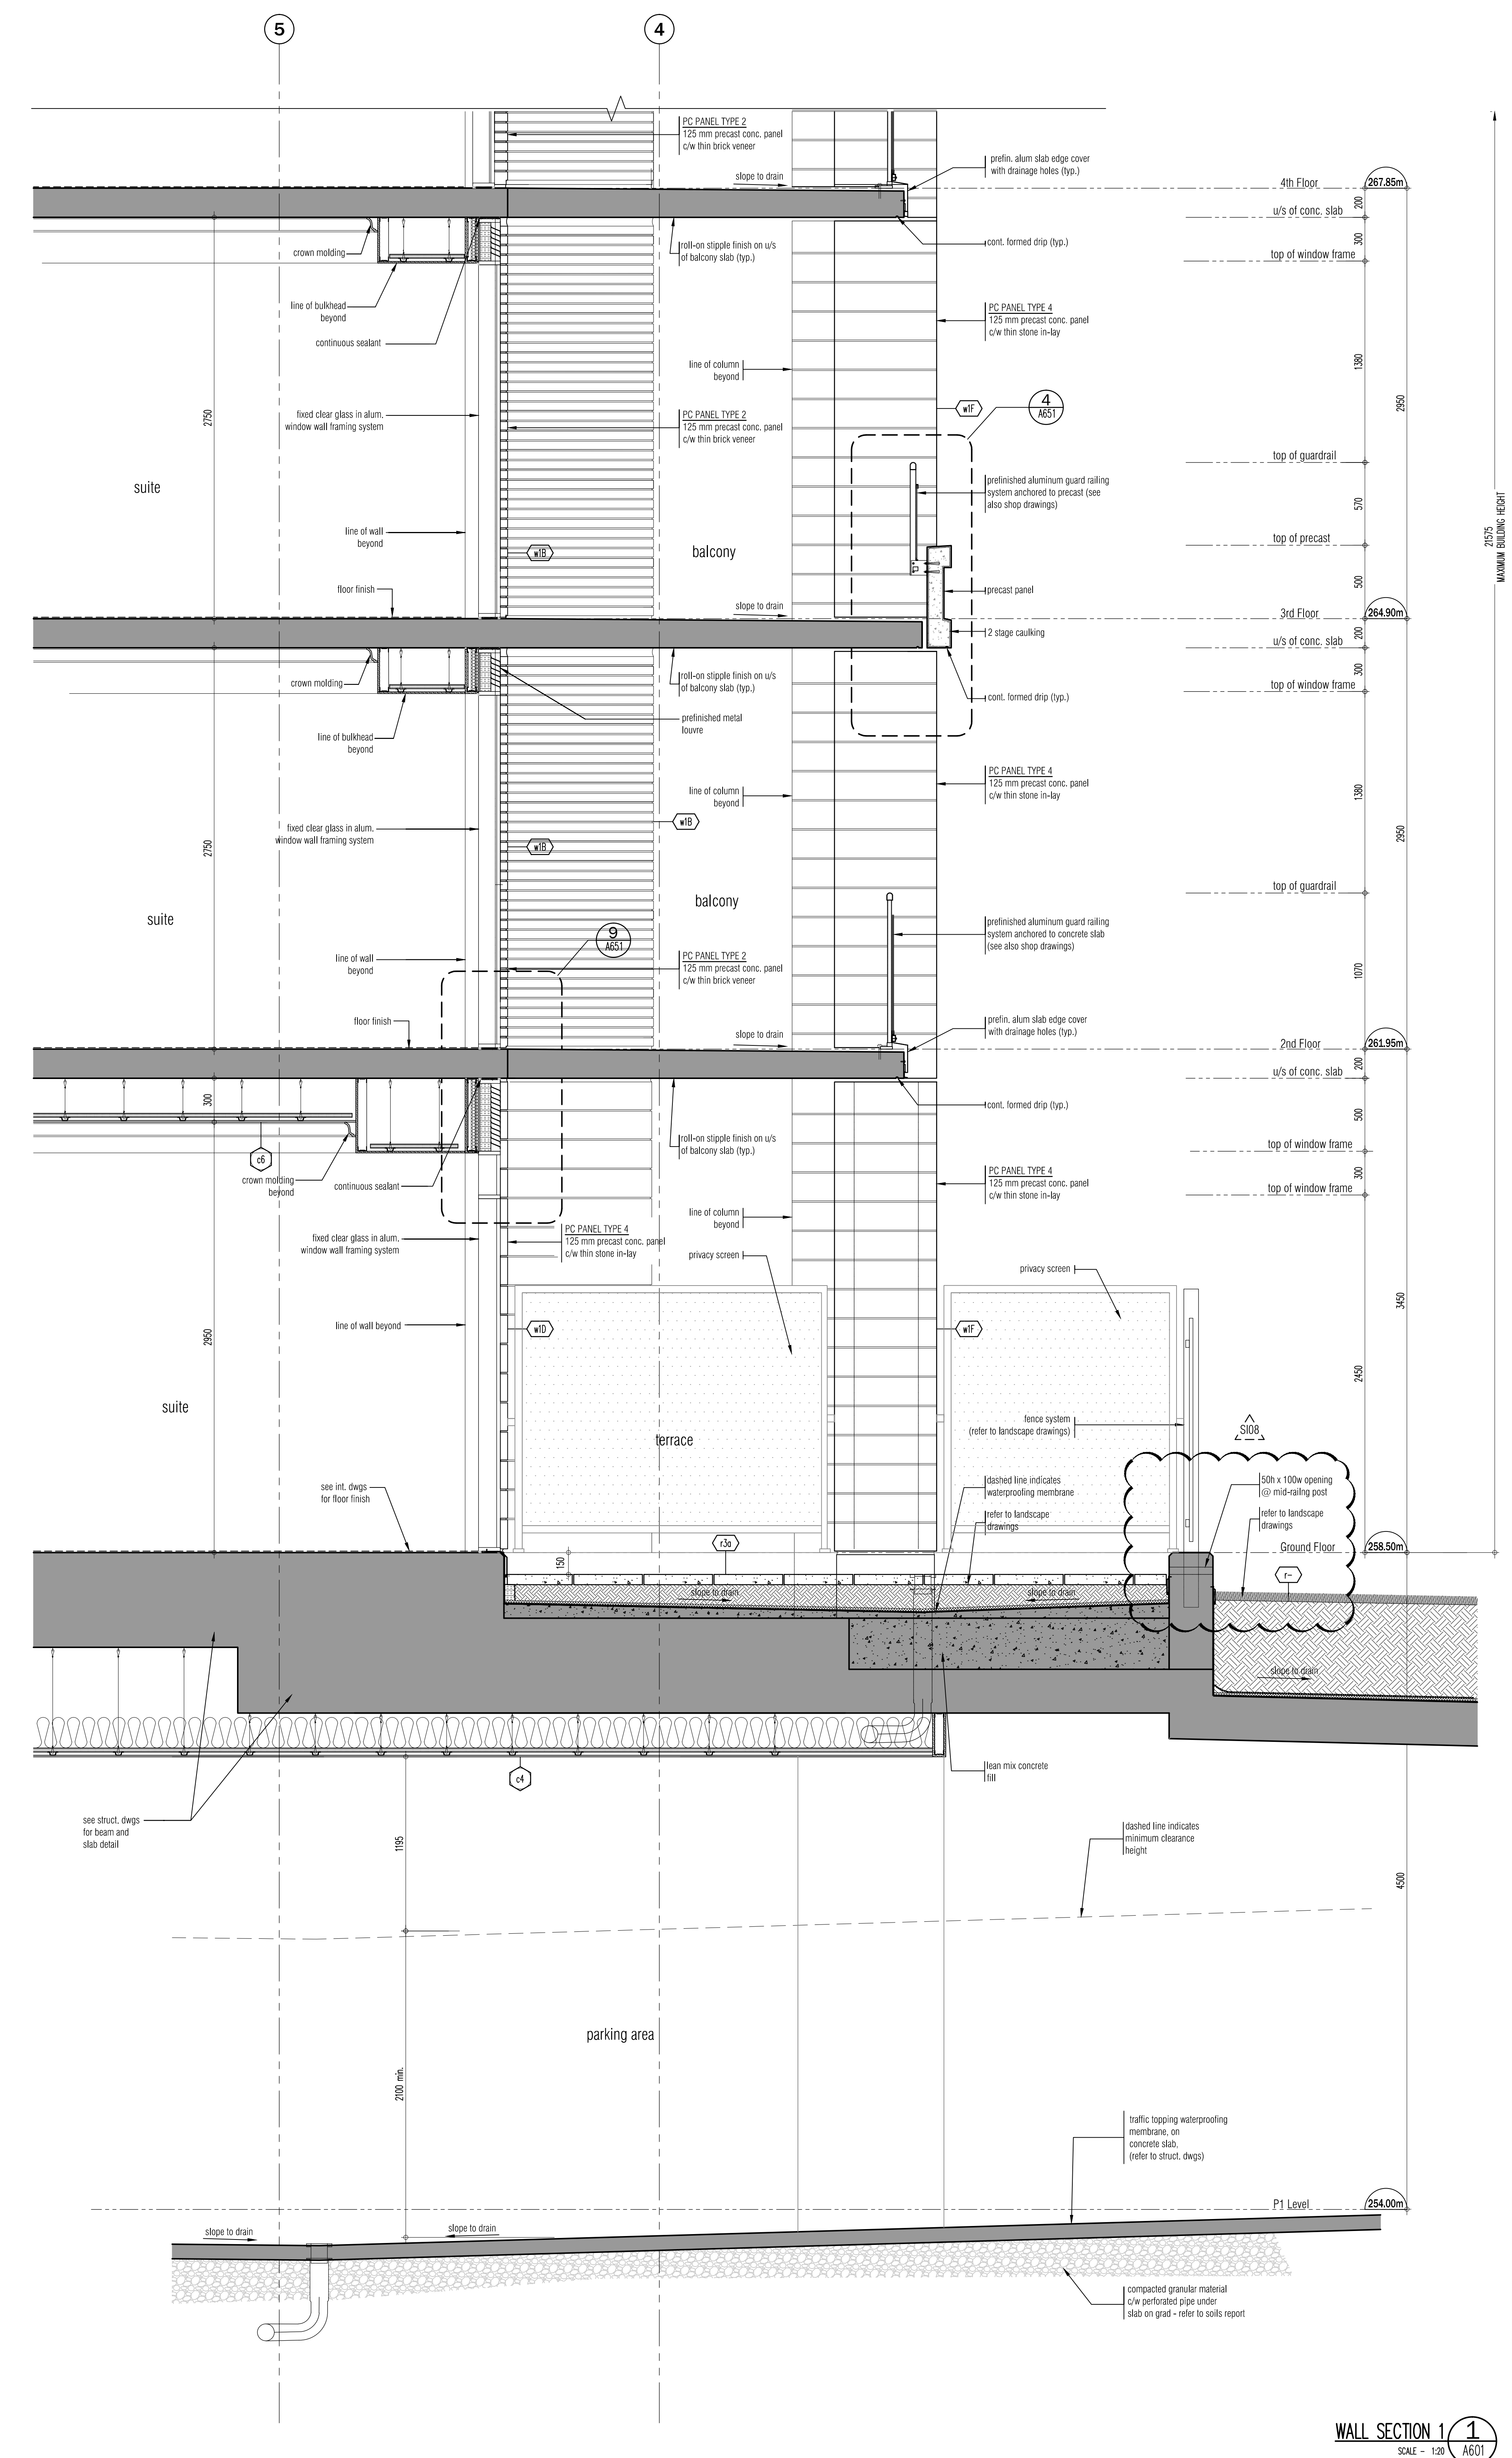 5
4
PC PANEL TYPE 2
125 mm precast conc. panel
c/w thin brick veneer
prefin. alum slab edge cover
with drainage holes (typ.)
slope to drain
4th Floor
267.85m
200
u/s of conc. slab
300
top of window frame
crown molding
roll-on stipple finish on u/s
of balcony slab (typ.)
cont. formed drip (typ.)
line of bulkhead
beyond
continuous sealant
PC PANEL TYPE 4
125 mm precast conc. panel
c/w thin stone in-lay
line of column
beyond
1380
2950
2750
fixed clear glass in alum.
window wall framing system
PC PANEL TYPE 2
125 mm precast conc. panel
c/w thin brick veneer
w1F
4
A651
top of guardrail
suite
prefinished aluminum guard railing
system anchored to precast (see
also shop drawings)
570
21575
MAXIMUM BUILDING HEIGHT
line of wall
beyond
w1B
balcony
top of precast
500
floor finish
precast panel
slope to drain
3rd Floor
264.90m
2 stage caulking
200
u/s of conc. slab
300
crown molding
roll-on stipple finish on u/s
of balcony slab (typ.)
top of window frame
cont. formed drip (typ.)
prefinished metal
louvre
line of bulkhead
beyond
PC PANEL TYPE 4
125 mm precast conc. panel
c/w thin stone in-lay
line of column
beyond
1380
2950
2750
fixed clear glass in alum.
window wall framing system
w1B
w1B
top of guardrail
suite
balcony
prefinished aluminum guard railing
system anchored to concrete slab
(see also shop drawings)
9
A651
line of wall
beyond
PC PANEL TYPE 2
125 mm precast conc. panel
c/w thin brick veneer
1070
floor finish
prefin. alum slab edge cover
with drainage holes (typ.)
slope to drain
2nd Floor
261.95m
200
u/s of conc. slab
300
cont. formed drip (typ.)
500
roll-on stipple finish on u/s
of balcony slab (typ.)
top of window frame
c6
crown molding
beyond
continuous sealant
PC PANEL TYPE 4
125 mm precast conc. panel
c/w thin stone in-lay
300
top of window frame
line of column
beyond
fixed clear glass in alum.
window wall framing system
PC PANEL TYPE 4
125 mm precast conc. panel
c/w thin stone in-lay
privacy screen
privacy screen
3450
2950
line of wall beyond
w1D
w1F
2450
suite
terrace
fence system
(refer to landscape drawings)
SI08
see int. dwgs
for floor finish
dashed line indicates
waterproofing membrane
50h x 100w opening
@ mid-railng post
refer to landscape
drawings
refer to landscape
drawings
r3a
Ground Floor
258.50m
150
r-
slope to drain
slope to drain
slope to drain
c4
lean mix concrete
fill
see struct. dwgs
for beam and
slab detail
1195
dashed line indicates
minimum clearance
height
4500
parking area
2100 min.
traffic topping waterproofing
membrane, on
concrete slab,
(refer to struct. dwgs)
P1 Level
254.00m
slope to drain
slope to drain
compacted granular material
c/w perforated pipe under
slab on grad - refer to soils report
WALL SECTION 1
SCALE - 1:20
1
A601